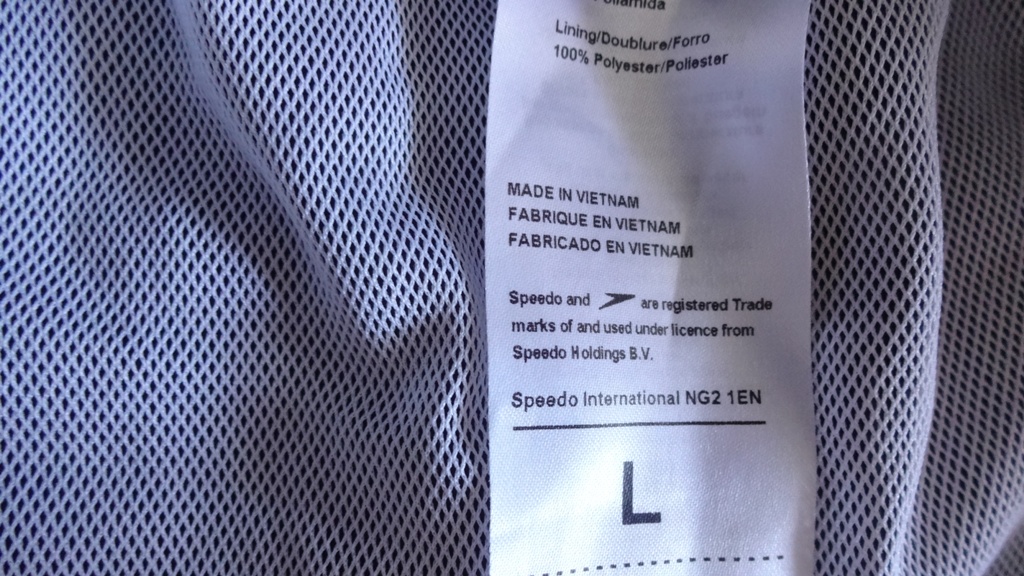 Poliamida
Lining/Doublure/Forro
100% Polyester/Poliester
MADE IN VIETNAM
FABRIQUE EN VIETNAM
FABRICADO EN VIETNAM
Speedo and are registered Trade
marks of and used under licence from
Speedo Holdings B.V.
Speedo International NG2 1EN
L